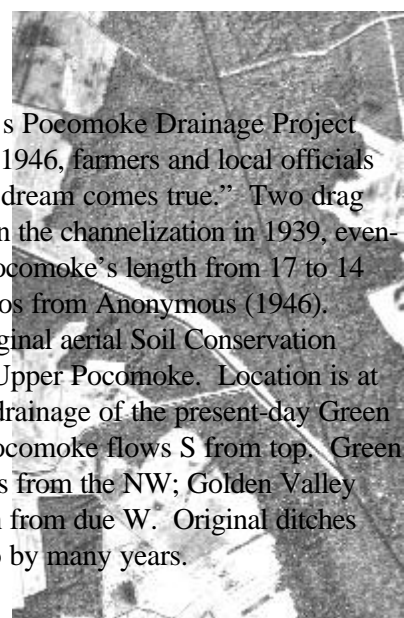 s Pocomoke Drainage Project
1946, farmers and local officials
dream comes true.” Two drag
n the channelization in 1939, even-
ocomoke’s length from 17 to 14
os from Anonymous (1946).
ginal aerial Soil Conservation
Upper Pocomoke. Location is at
drainage of the present-day Green
ocomoke flows S from top. Green
s from the NW; Golden Valley
from due W. Original ditches
by many years.